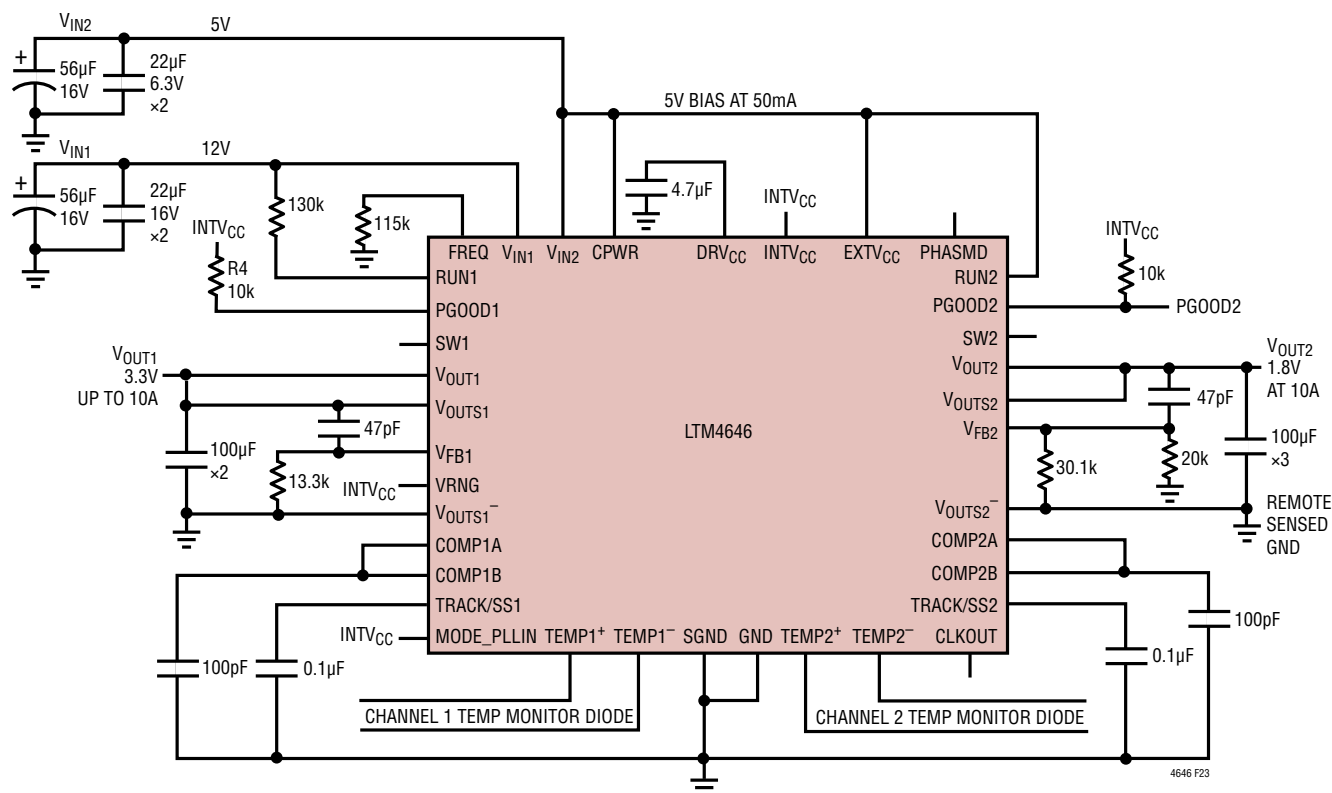 VIN2
5V
+
56µF
16V
22µF
6.3V
×2
5V BIAS AT 50mA
VIN1
12V
+
56µF
16V
22µF
16V
×2
130k
115k
4.7µF
INTVCC
INTVCC
R4
10k
INTVCC
10k
FREQ
VIN1
VIN2
CPWR
DRVCC
INTVCC
EXTVCC
PHASMD
RUN1
RUN2
PGOOD1
PGOOD2
PGOOD2
SW1
SW2
VOUT1
3.3V
UP TO 10A
VOUT1
VOUT2
VOUT2
1.8V
AT 10A
VOUTS1
VOUTS2
47pF
47pF
LTM4646
VFB1
VFB2
100µF
×2
13.3k
INTVCC
VRNG
30.1k
20k
100µF
×3
VOUTS1–
VOUTS2–
REMOTE
SENSED
GND
COMP1A
COMP2A
COMP1B
COMP2B
TRACK/SS1
TRACK/SS2
INTVCC
MODE_PLLIN
TEMP1+
TEMP1–
SGND
GND
TEMP2+
TEMP2–
CLKOUT
100pF
0.1µF
0.1µF
100pF
CHANNEL 1 TEMP MONITOR DIODE
CHANNEL 2 TEMP MONITOR DIODE
4646 F23